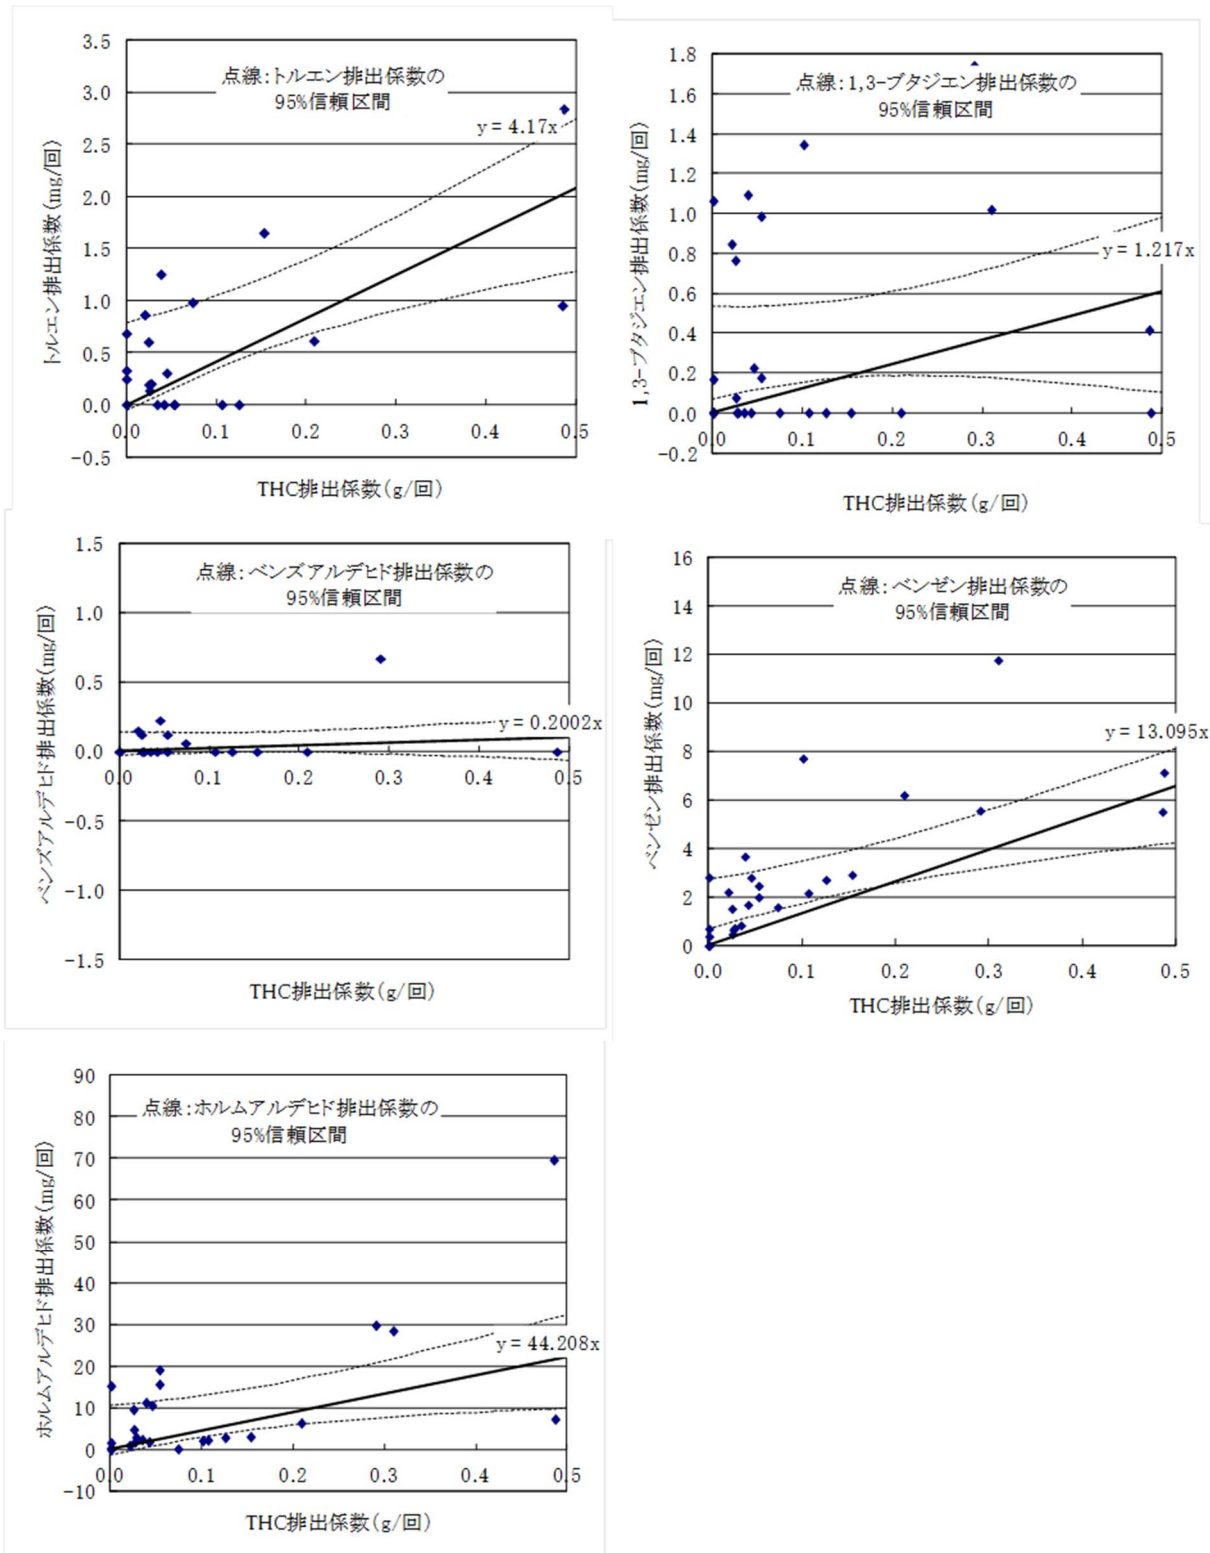 3.5
3.0
2.5
2.0
1.5
1.0
0.5
0.0
-0.5
トルエン排出係数(mg/回)
点線:トルエン排出係数の
95%信頼区間
y = 4.17x
0.0 0.1 0.2 0.3 0.4 0.5
THC排出係数(g/回)
1.8
1.6
1.4
1.2
1.0
0.8
0.6
0.4
0.2
0.0
-0.2
1,3-ブタジエン排出係数(mg/回)
点線:1,3-ブタジエン排出係数の
95%信頼区間
y = 1.217x
0.0 0.1 0.2 0.3 0.4 0.5
THC排出係数(g/回)
1.5
1.0
0.5
0.0
-0.5
-1.0
-1.5
ベンズアルデヒド排出係数(mg/回)
点線:ベンズアルデヒド排出係数の
95%信頼区間
y = 0.2002x
0.0 0.1 0.2 0.3 0.4 0.5
THC排出係数(g/回)
16
14
12
10
8
6
4
2
0
ベンゼン排出係数(mg/回)
点線:ベンゼン排出係数の
95%信頼区間
y = 13.095x
0.0 0.1 0.2 0.3 0.4 0.5
THC排出係数(g/回)
90
80
70
60
50
40
30
20
10
0
-10
ホルムアルデヒド排出係数(mg/回)
点線:ホルムアルデヒド排出係数の
95%信頼区間
y = 44.208x
0.0 0.1 0.2 0.3 0.4 0.5
THC排出係数(g/回)